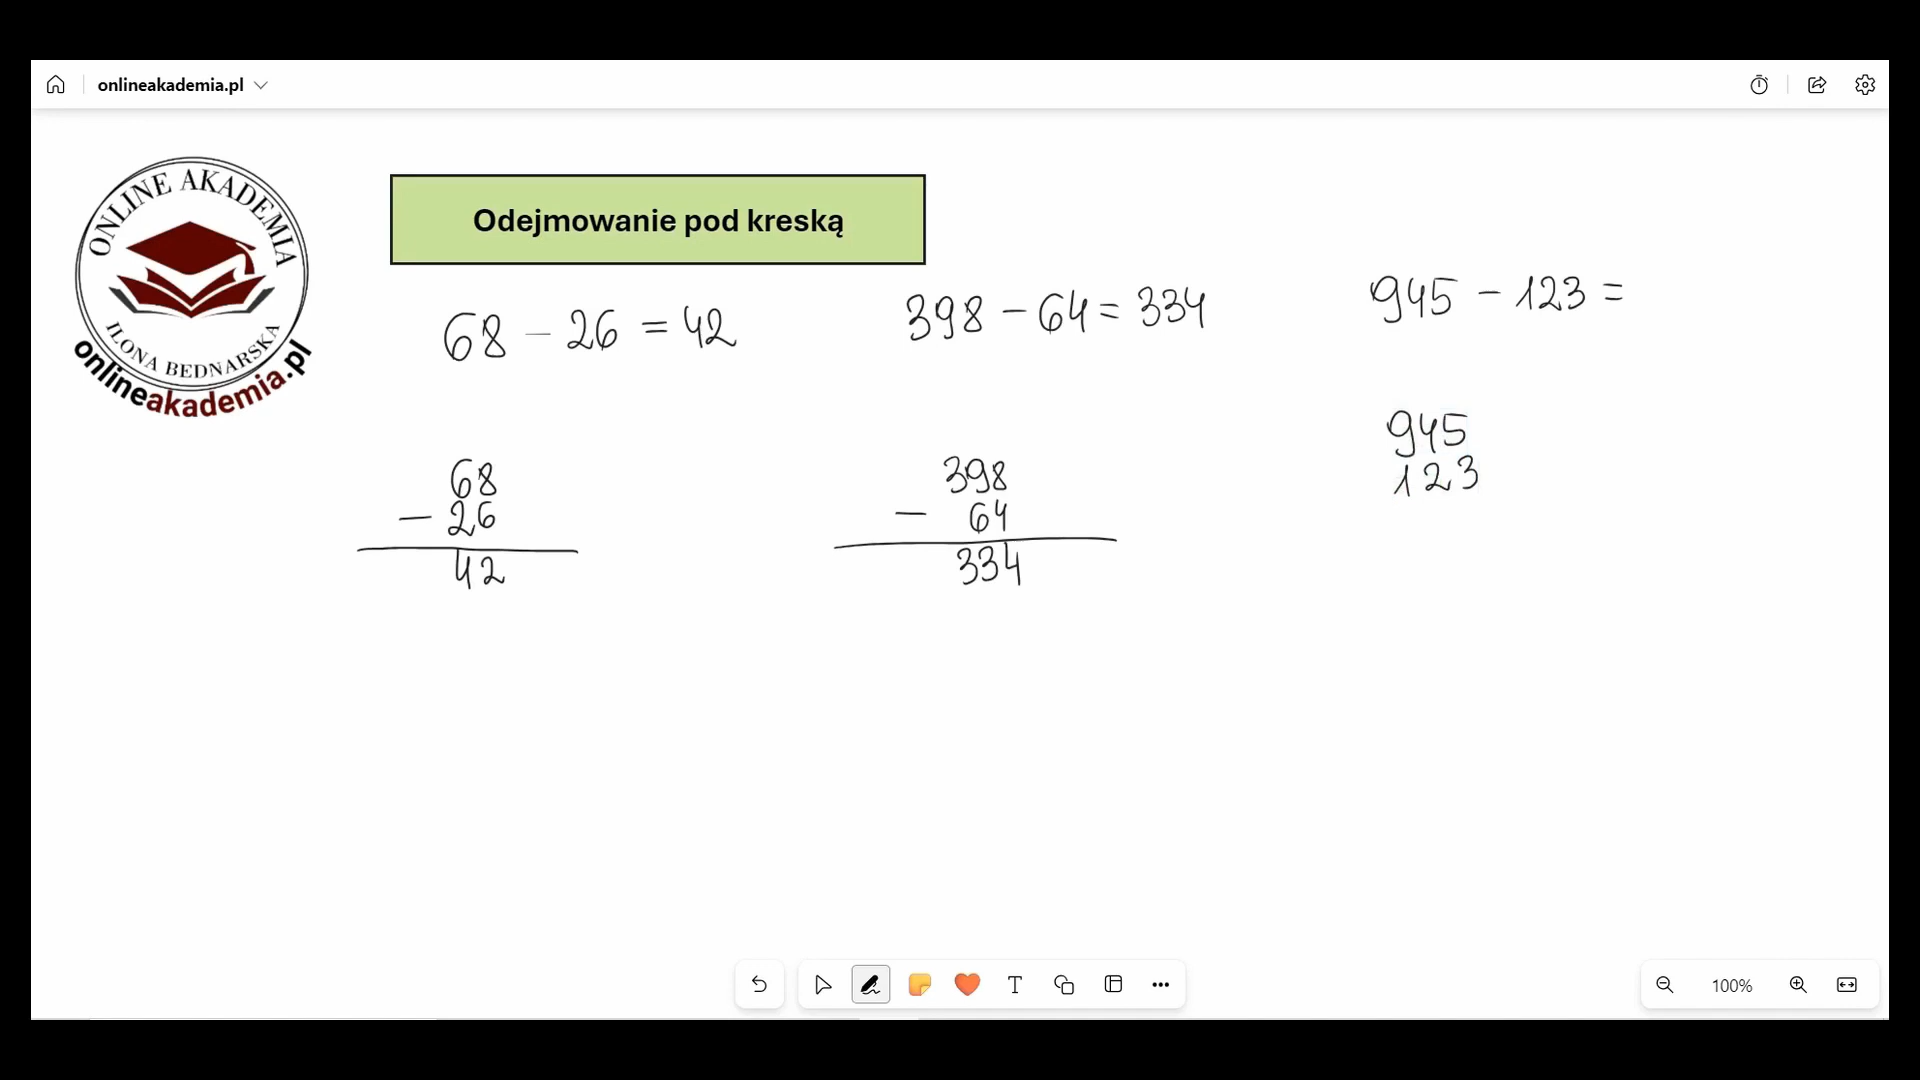 onlineakademia.pl
ONLINE AKADEMIA
ILONA BEDNARSKA
onlineakademia.pl
Odejmowanie pod kreską
68 - 26 = 42
398 - 64 = 334
945 - 123 =
68
- 26
42
398
- 64
334
945
123
100%